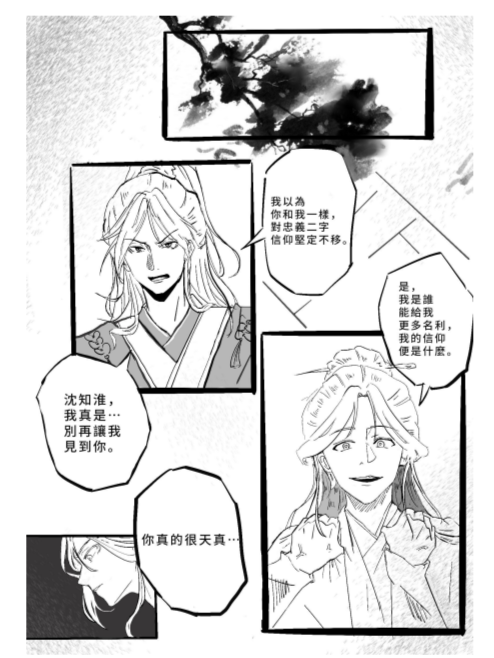 我以為
你和我一樣，
對忠義二字
信仰堅定不移。
是，
我是誰
能給我
更多名利，
我的信仰
便是什麼。
沈知淮，
我真是…
別再讓我
見到你。
你真的很天真…